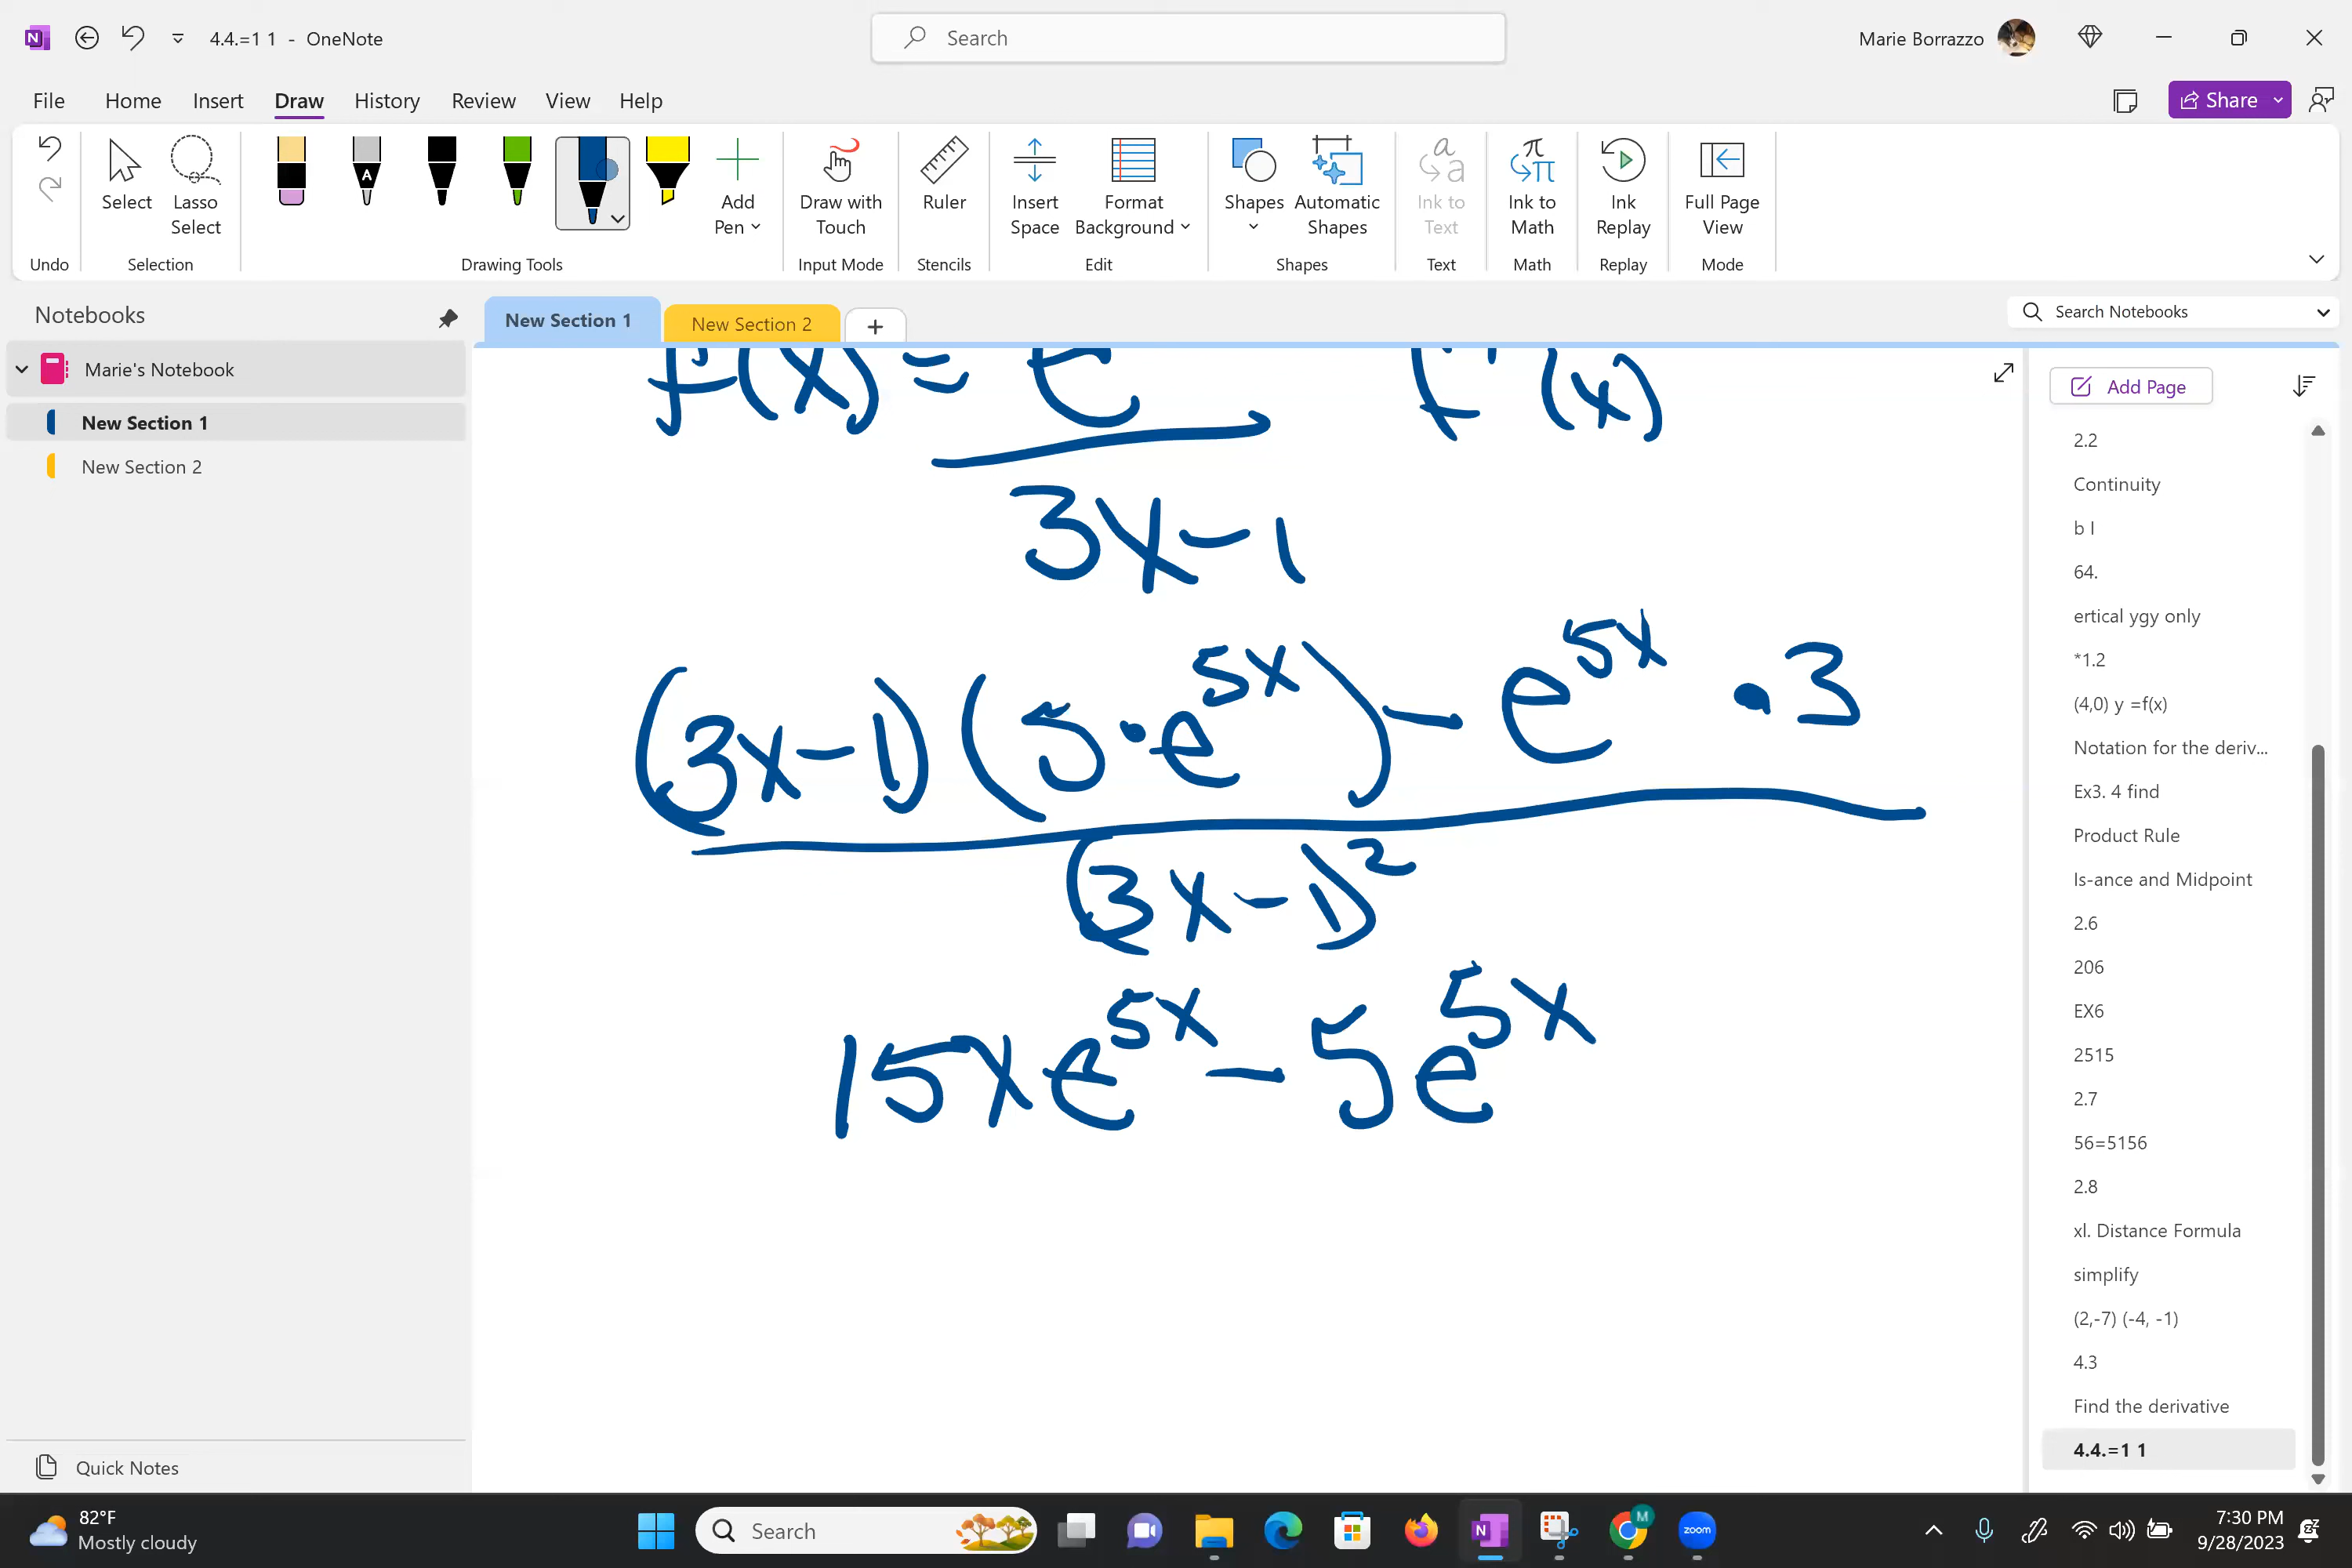 4.4.=1 1 - OneNote
Search
Marie Borrazzo
File Home Insert Draw History Review View Help
Share
Select
Lasso Select
A
Add Pen
Draw with Touch
Ruler
Insert Space
Format Background
Shapes
Automatic Shapes
Ink to Text
Ink to Math
Ink Replay
Full Page View
Undo Selection Drawing Tools Input Mode Stencils Edit Shapes Text Math Replay Mode
Notebooks
Marie's Notebook
New Section 1
New Section 2
Quick Notes
New Section 1 New Section 2 +
Search Notebooks
f(x) = e f'(x)
3x-1
(3x-1)(5·e^5x) - e^5x · 3
(3x-1)²
15xe^5x - 5e^5x
Add Page
2.2
Continuity
b I
64.
ertical ygy only
*1.2
(4,0) y =f(x)
Notation for the deriv...
Ex3. 4 find
Product Rule
Is-ance and Midpoint
2.6
206
EX6
2515
2.7
56=5156
2.8
xl. Distance Formula
simplify
(2,-7) (-4, -1)
4.3
Find the derivative
4.4.=1 1
82°F
Mostly cloudy
Search
M
zoom
7:30 PM
9/28/2023